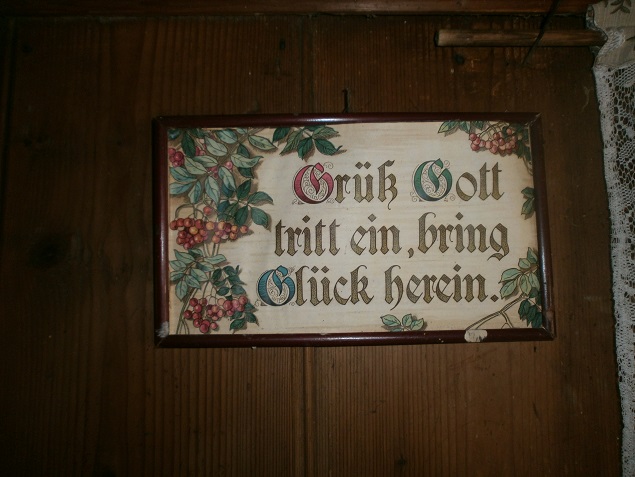 Grüß Gott
tritt ein, bring
Glück herein.